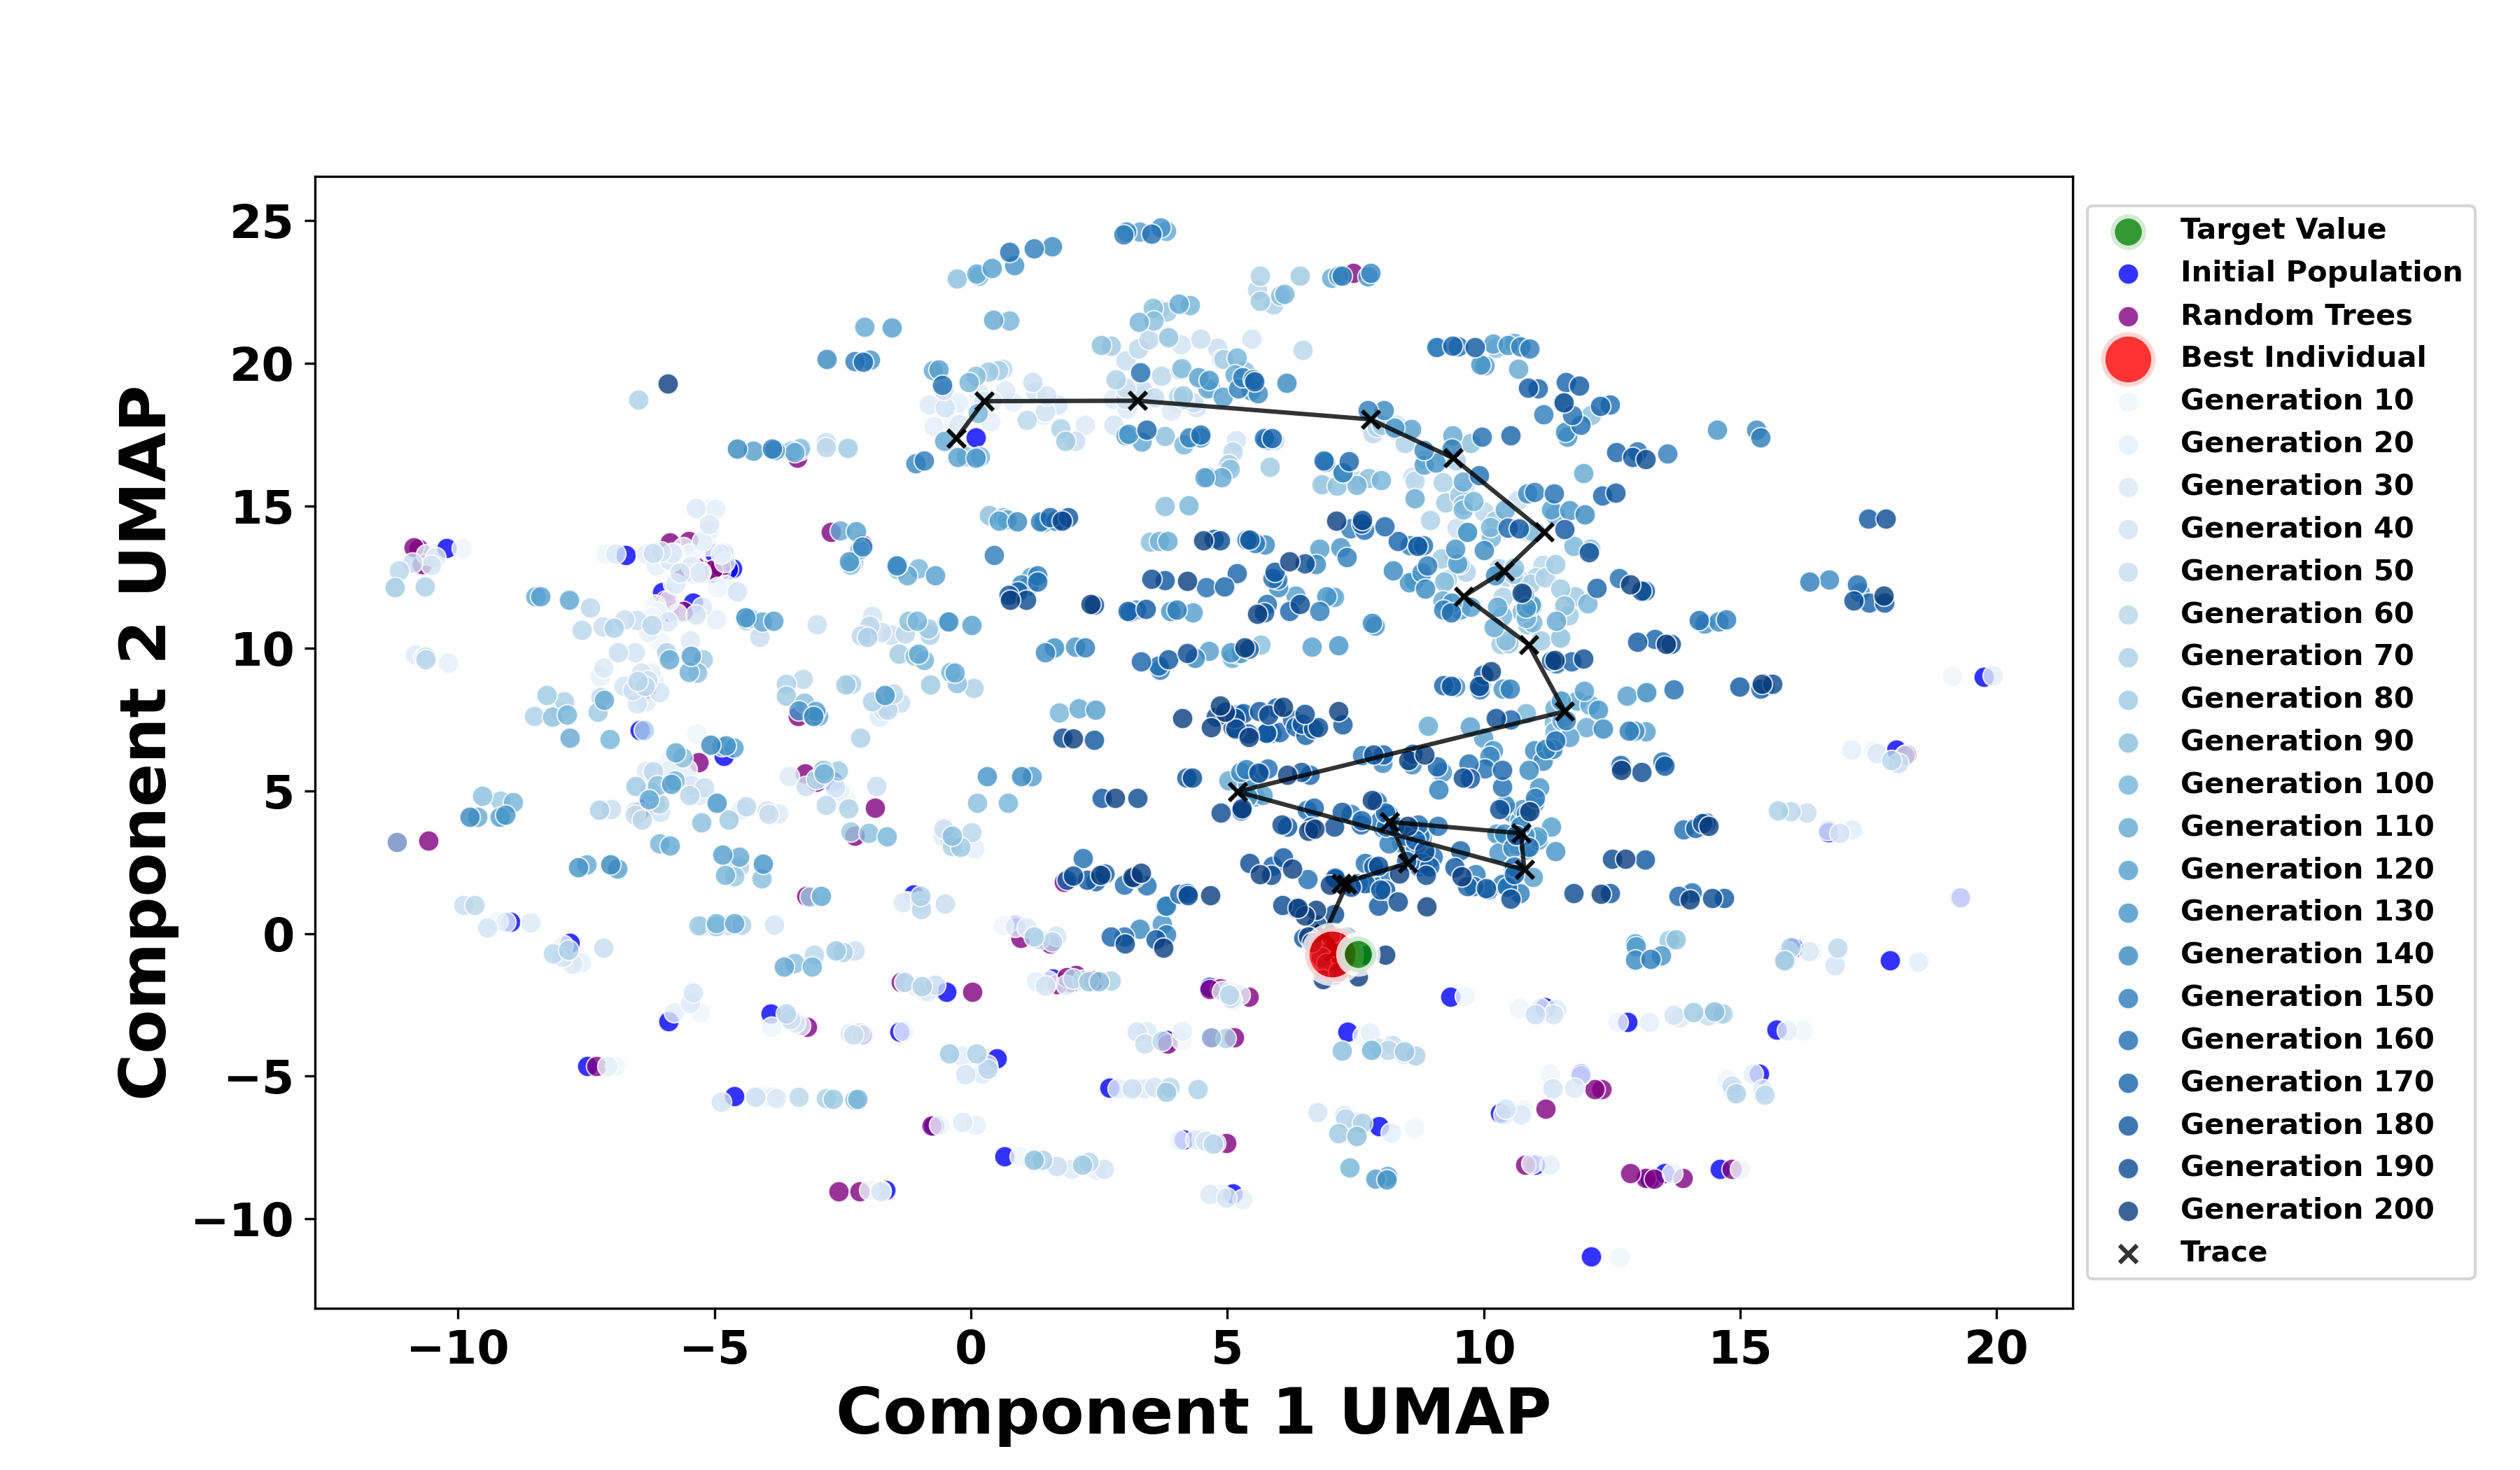 25
20
15
10
5
0
−5
−10
Component 2 UMAP
−10
−5
0
5
10
15
20
Component 1 UMAP
Target Value
Initial Population
Random Trees
Best Individual
Generation 10
Generation 20
Generation 30
Generation 40
Generation 50
Generation 60
Generation 70
Generation 80
Generation 90
Generation 100
Generation 110
Generation 120
Generation 130
Generation 140
Generation 150
Generation 160
Generation 170
Generation 180
Generation 190
Generation 200
Trace